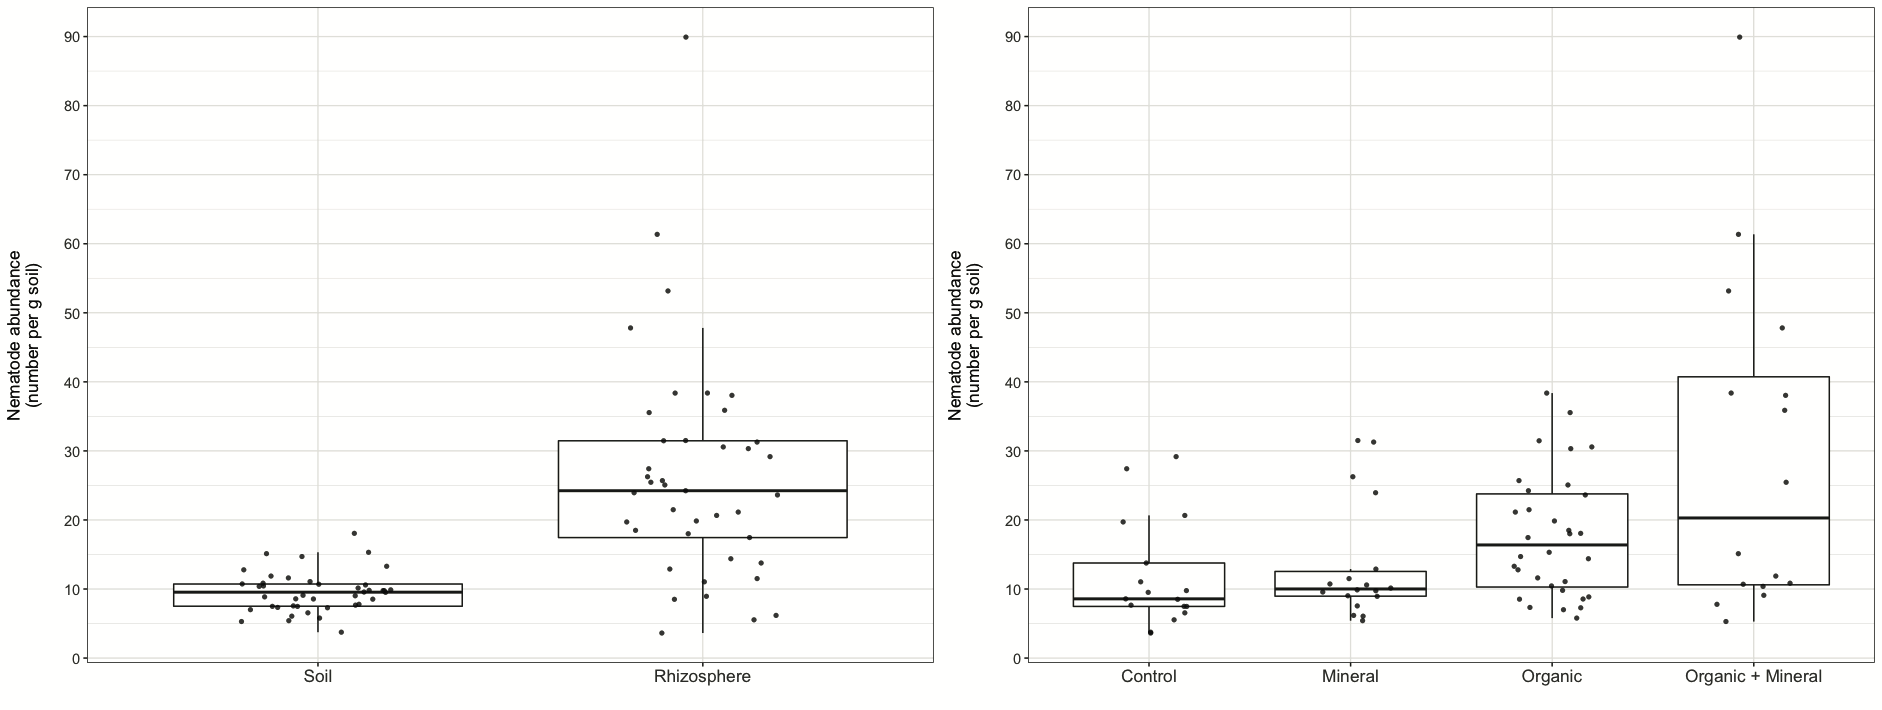 Nematode abundance
(number per g soil)
90
80
70
60
50
40
30
20
10
0
Soil
Rhizosphere
Nematode abundance
(number per g soil)
90
80
70
60
50
40
30
20
10
0
Control
Mineral
Organic
Organic + Mineral